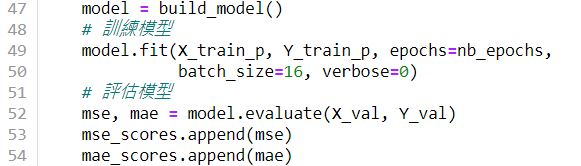 47 model = build_model()
48 # 訓練模型
49 model.fit(X_train_p, Y_train_p, epochs=nb_epochs,
50 batch_size=16, verbose=0)
51 # 評估模型
52 mse, mae = model.evaluate(X_val, Y_val)
53 mse_scores.append(mse)
54 mae_scores.append(mae)